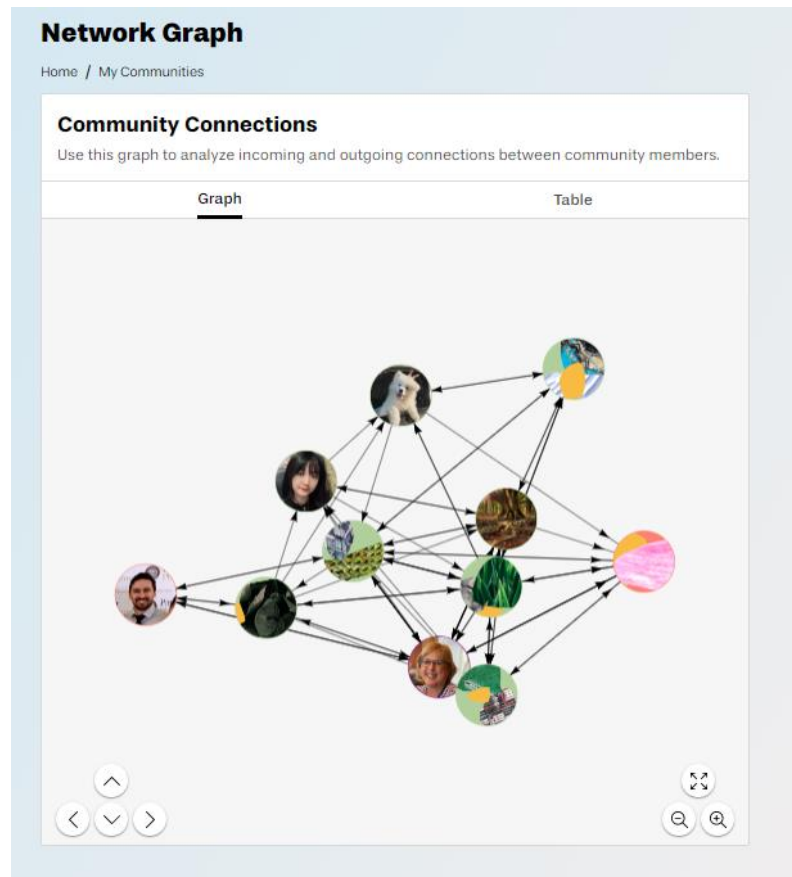 Network Graph
Home / My Communities
Community Connections
Use this graph to analyze incoming and outgoing connections between community members.
Graph
Table